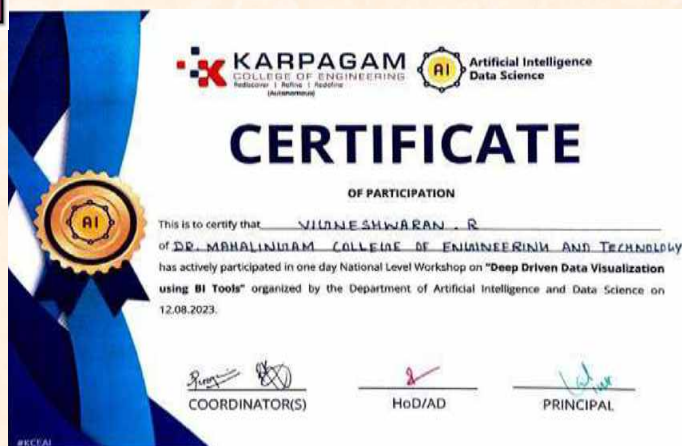 KARPAGAM
COLLEGE OF ENGINEERING
Rediscover | Refine | Redefine
(Autonomous)
AI
Artificial Intelligence
Data Science
CERTIFICATE
OF PARTICIPATION
AI
This is to certify that VIGNESHWARAN . R
of DR. MAHALINGAM COLLEGE OF ENGINEERING AND TECHNOLOGY
has actively participated in one day National Level Workshop on "Deep Driven Data Visualization
using BI Tools" organized by the Department of Artificial Intelligence and Data Science on
12.08.2023.
COORDINATOR(S)
HoD/AD
PRINCIPAL
#KCEAI